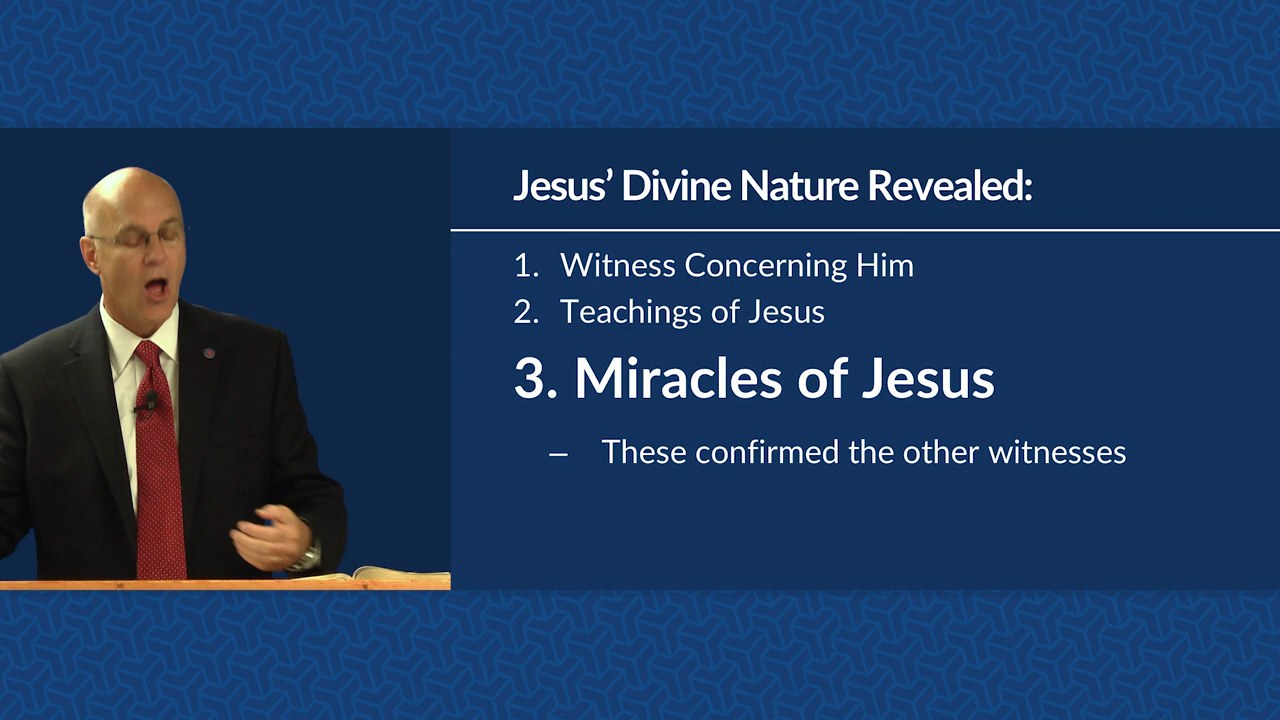 Jesus’ Divine Nature Revealed:
1. Witness Concerning Him
2. Teachings of Jesus
3. Miracles of Jesus
– These confirmed the other witnesses